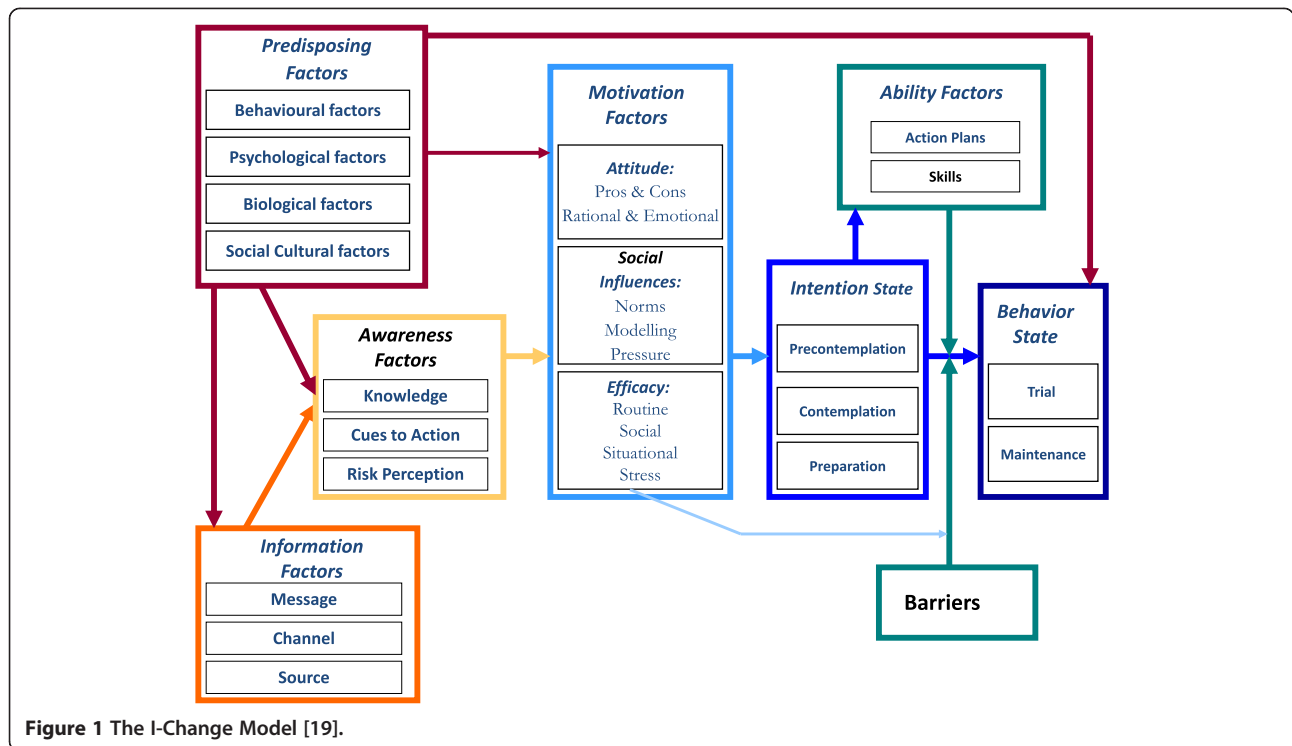 Predisposing
Factors
Behavioural factors
Psychological factors
Biological factors
Social Cultural factors
Awareness
Factors
Knowledge
Cues to Action
Risk Perception
Information
Factors
Message
Channel
Source
Motivation
Factors
Attitude:
Pros & Cons
Rational & Emotional
Social
Influences:
Norms
Modelling
Pressure
Efficacy:
Routine
Social
Situational
Stress
Ability Factors
Action Plans
Skills
Intention State
Precontemplation
Contemplation
Preparation
Behavior
State
Trial
Maintenance
Barriers
Figure 1 The I-Change Model [19].